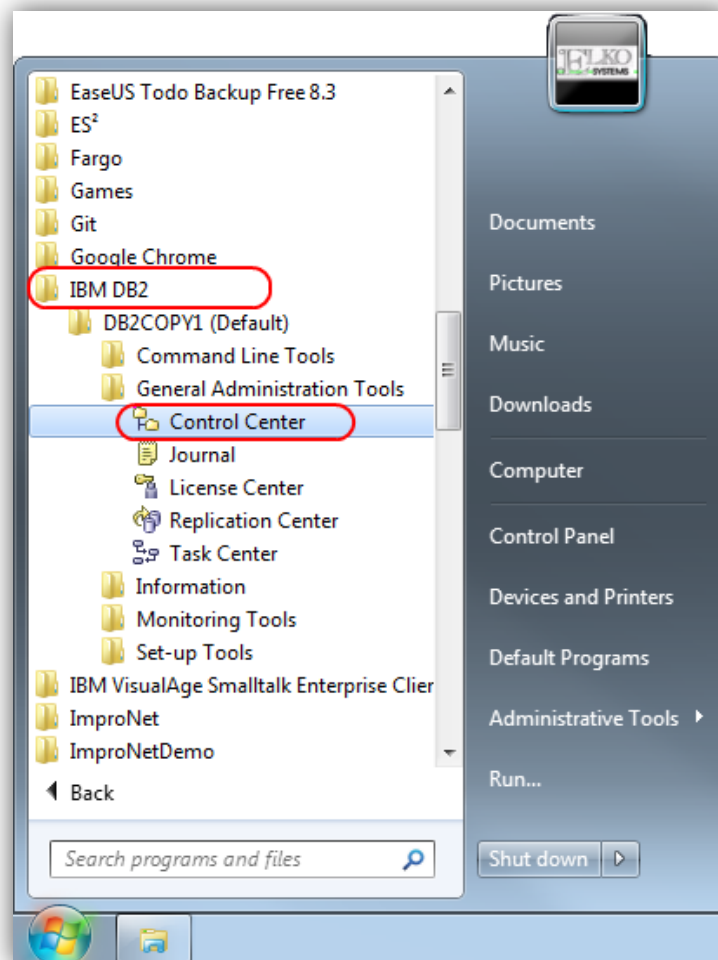 ELKO
SYSTEMS
EaseUS Todo Backup Free 8.3
ES²
Fargo
Games
Git
Google Chrome
IBM DB2
DB2COPY1 (Default)
Command Line Tools
General Administration Tools
Control Center
Journal
License Center
Replication Center
Task Center
Information
Monitoring Tools
Set-up Tools
IBM VisualAge Smalltalk Enterprise Clier
ImproNet
ImproNetDemo
Back
Search programs and files
Documents
Pictures
Music
Downloads
Computer
Control Panel
Devices and Printers
Default Programs
Administrative Tools
Run...
Shut down